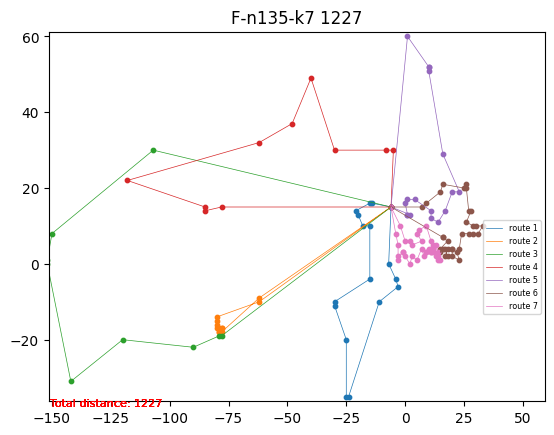 F-n135-k7 1227
60
40
20
0
−20
−150
−125
−100
−75
−50
−25
0
25
50
route 1
route 2
route 3
route 4
route 5
route 6
route 7
Total distance: 1227